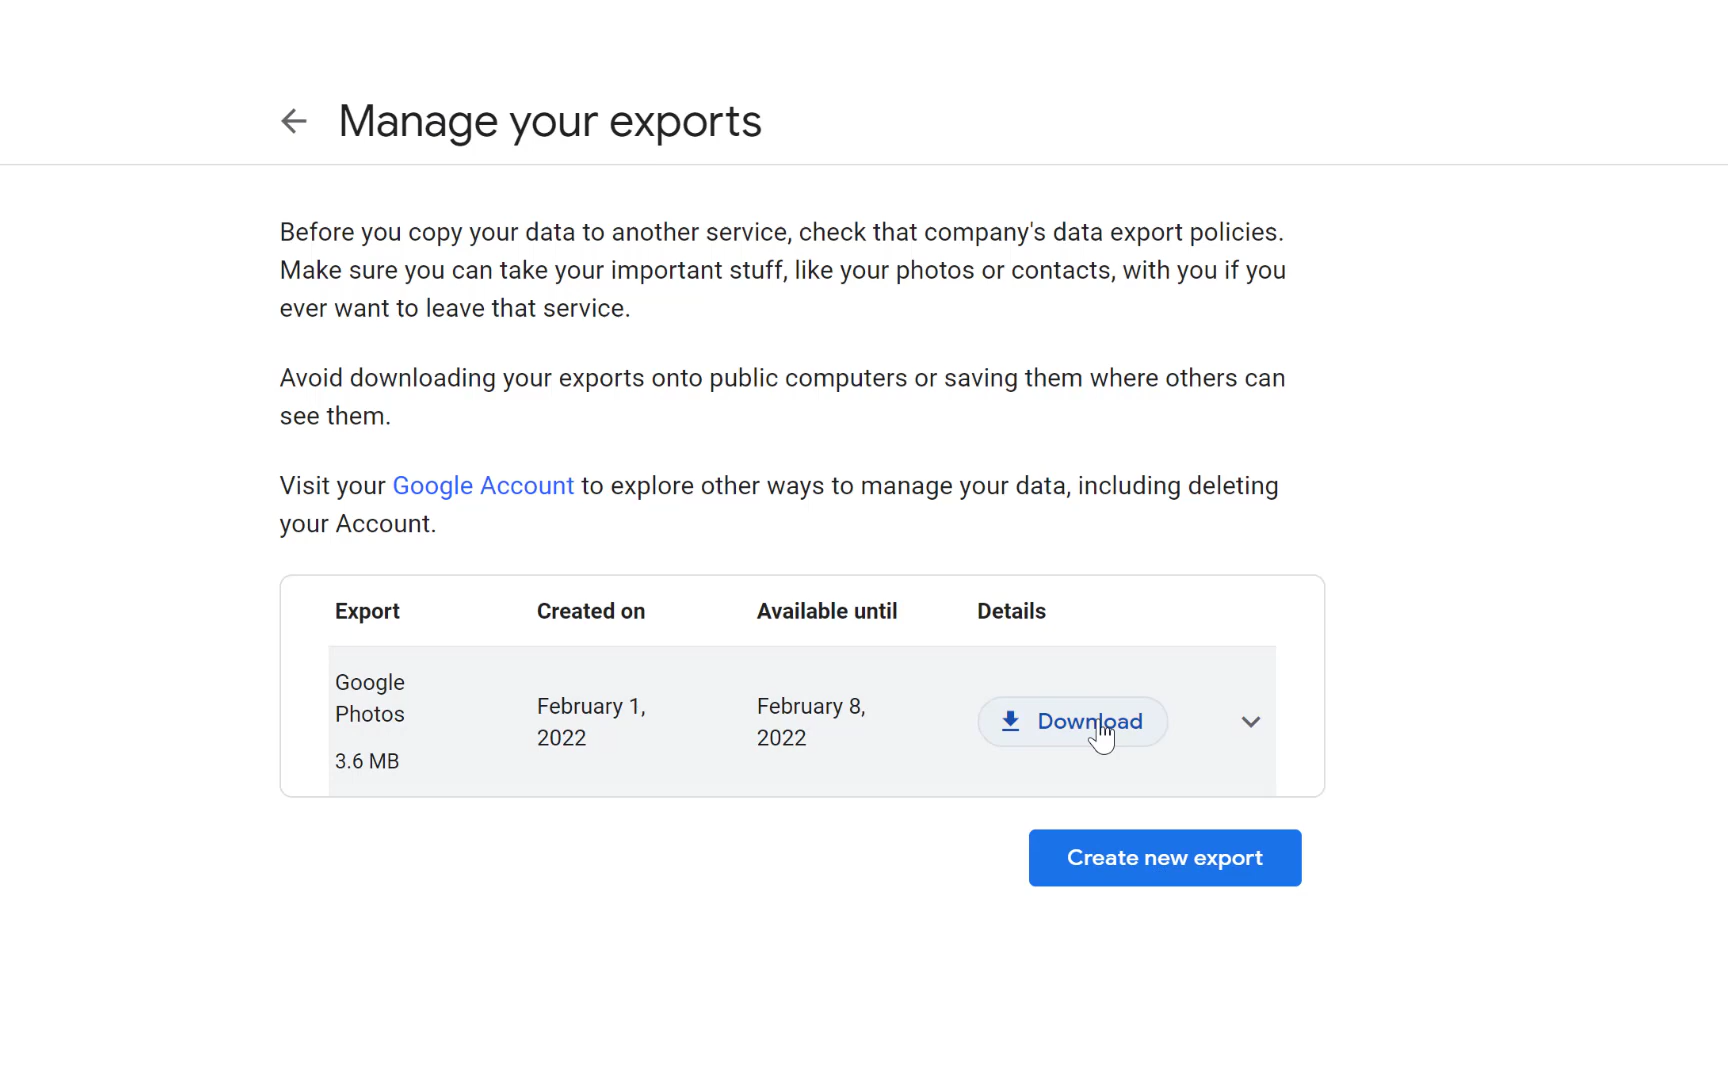 Manage your exports
Before you copy your data to another service, check that company's data export policies.
Make sure you can take your important stuff, like your photos or contacts, with you if you
ever want to leave that service.
Avoid downloading your exports onto public computers or saving them where others can
see them.
Visit your Google Account to explore other ways to manage your data, including deleting
your Account.
Export Created on Available until Details
Google
Photos
3.6 MB
February 1,
2022
February 8,
2022
Download
Create new export